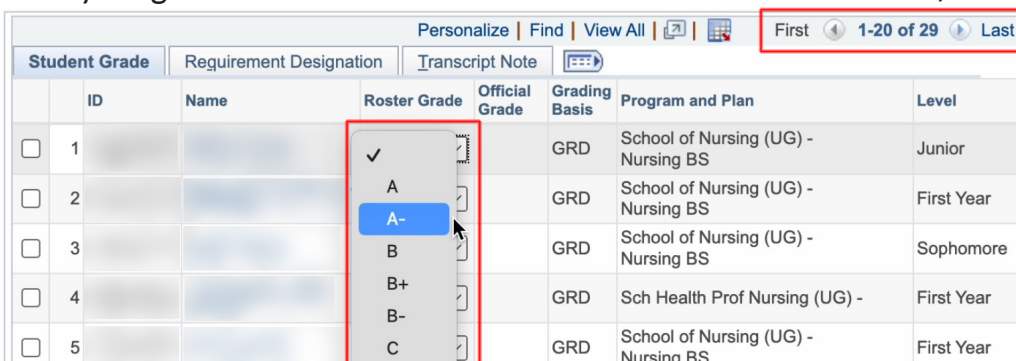 Personalize | Find | View All | First 1-20 of 29 Last
Student Grade Requirement Designation Transcript Note
ID Name Roster Grade Official Grade Grading Basis Program and Plan Level
1 GRD School of Nursing (UG) - Nursing BS Junior
2 A GRD School of Nursing (UG) - Nursing BS First Year
A-
3 B GRD School of Nursing (UG) - Nursing BS Sophomore
4 B+ GRD Sch Health Prof Nursing (UG) - First Year
B-
5 C GRD School of Nursing (UG) - Nursing BS First Year